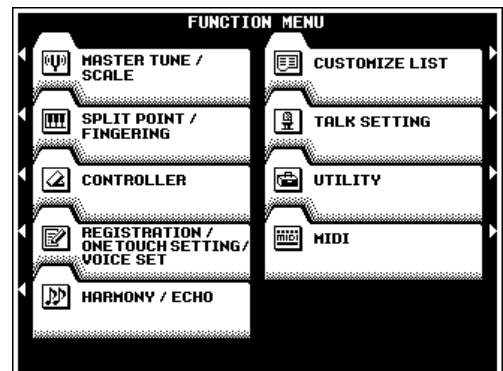 FUNCTION MENU
MASTER TUNE /
SCALE
SPLIT POINT /
FINGERING
CONTROLLER
REGISTRATION /
ONE TOUCH SETTING/
VOICE SET
HARMONY / ECHO
CUSTOMIZE LIST
TALK SETTING
UTILITY
MIDI
MIDI